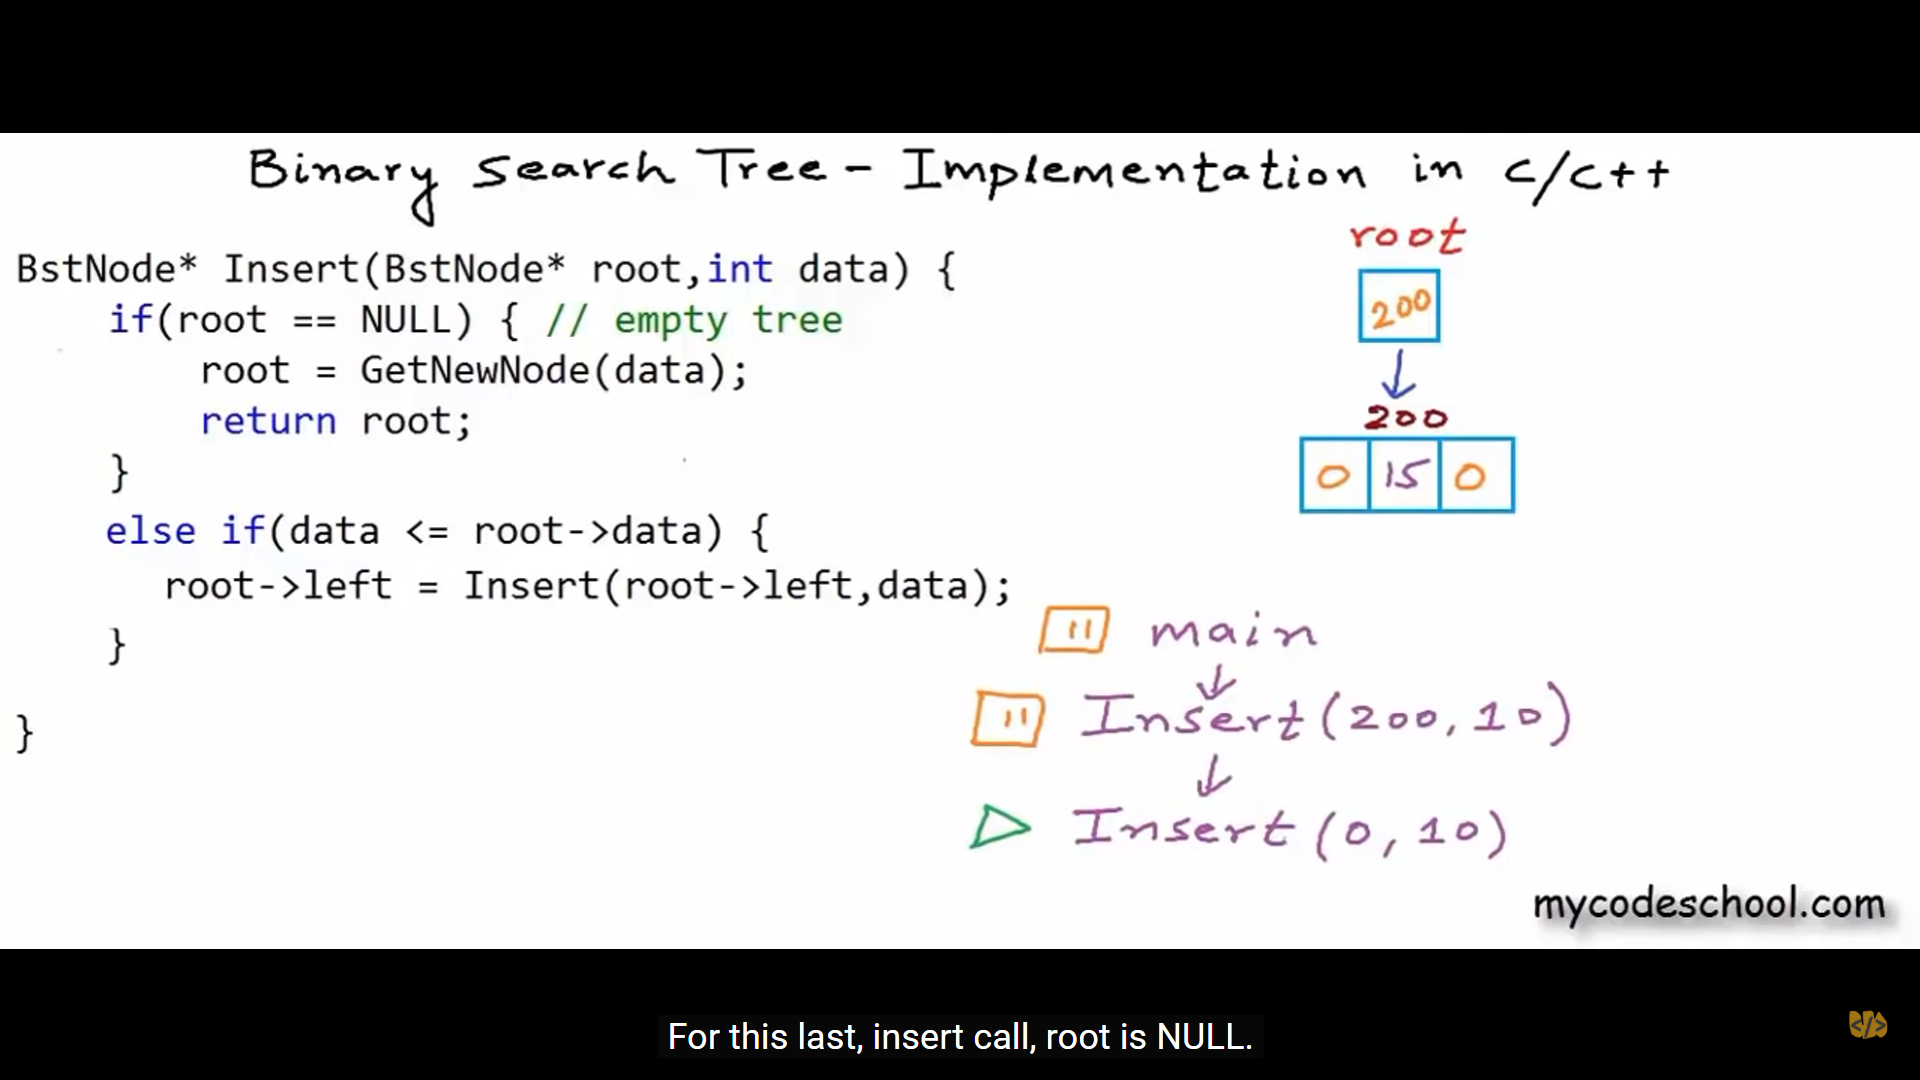 Binary Search Tree - Implementation in C/C++
BstNode* Insert(BstNode* root,int data) {
if(root == NULL) { // empty tree
root = GetNewNode(data);
return root;
}
else if(data <= root->data) {
root->left = Insert(root->left,data);
}
}
root
200
200
0 15 0
main
Insert(200,10)
Insert(0,10)
mycodeschool.com
For this last, insert call, root is NULL.